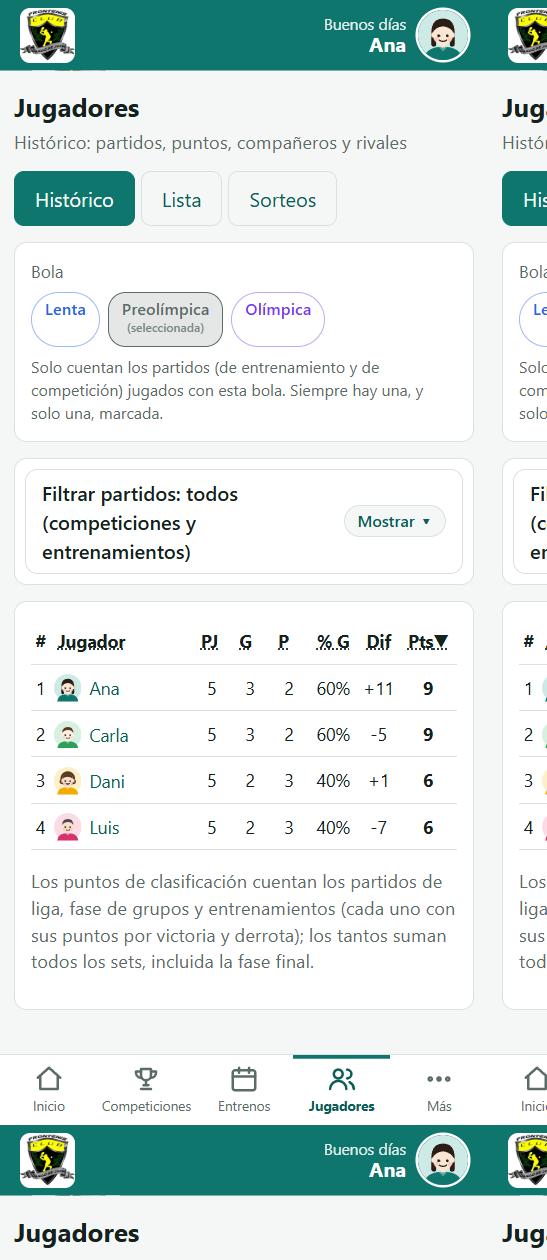 Buenos días
Ana
Jugadores
Histórico: partidos, puntos, compañeros y rivales
Histórico Lista Sorteos
Bola
Lenta Preolímpica Olímpica
(seleccionada)
Solo cuentan los partidos (de entrenamiento y de
competición) jugados con esta bola. Siempre hay una, y
solo una, marcada.
Filtrar partidos: todos
(competiciones y
entrenamientos)
Mostrar ▼
# Jugador PJ G P % G Dif Pts▼
1 Ana 5 3 2 60% +11 9
2 Carla 5 3 2 60% -5 9
3 Dani 5 2 3 40% +1 6
4 Luis 5 2 3 40% -7 6
Los puntos de clasificación cuentan los partidos de
liga, fase de grupos y entrenamientos (cada uno con
sus puntos por victoria y derrota); los tantos suman
todos los sets, incluida la fase final.
Inicio Competiciones Entrenos Jugadores Más
Buenos días
Ana
Jugadores